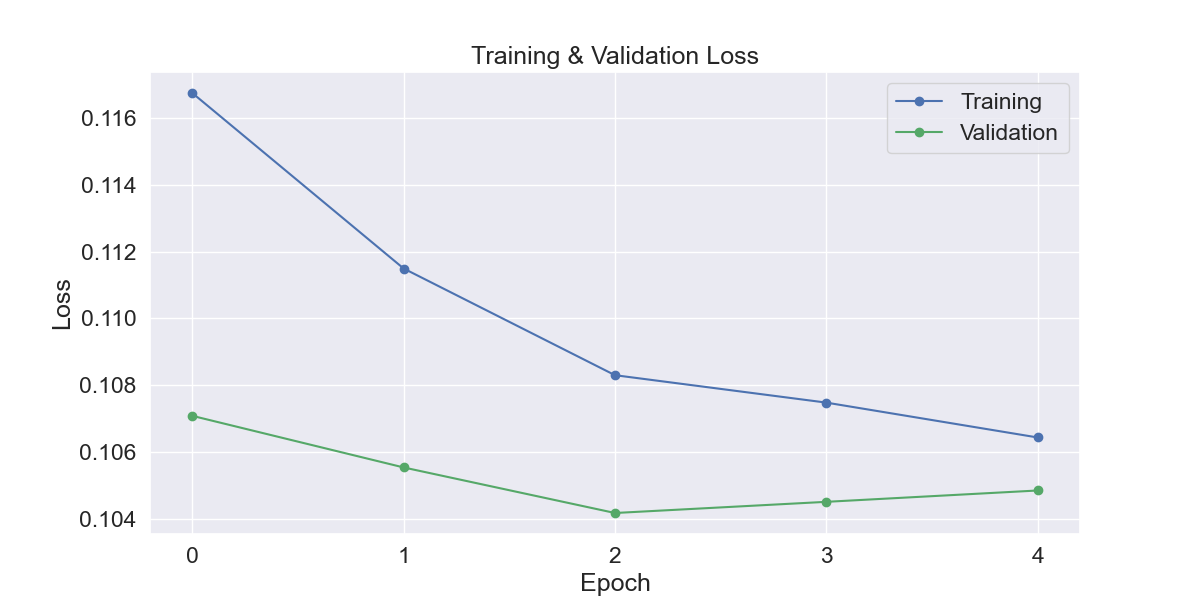 Training & Validation Loss
Training
Validation
0.116
0.114
0.112
0.110
0.108
0.106
0.104
Loss
0 1 2 3 4
Epoch